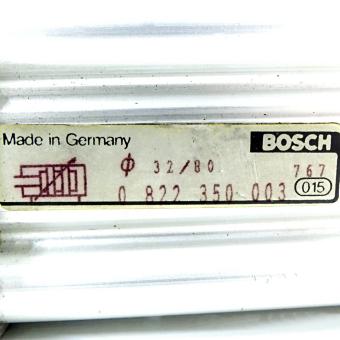 Made in Germany BOSCH
ϕ 32/80 767
0 822 350 003 015